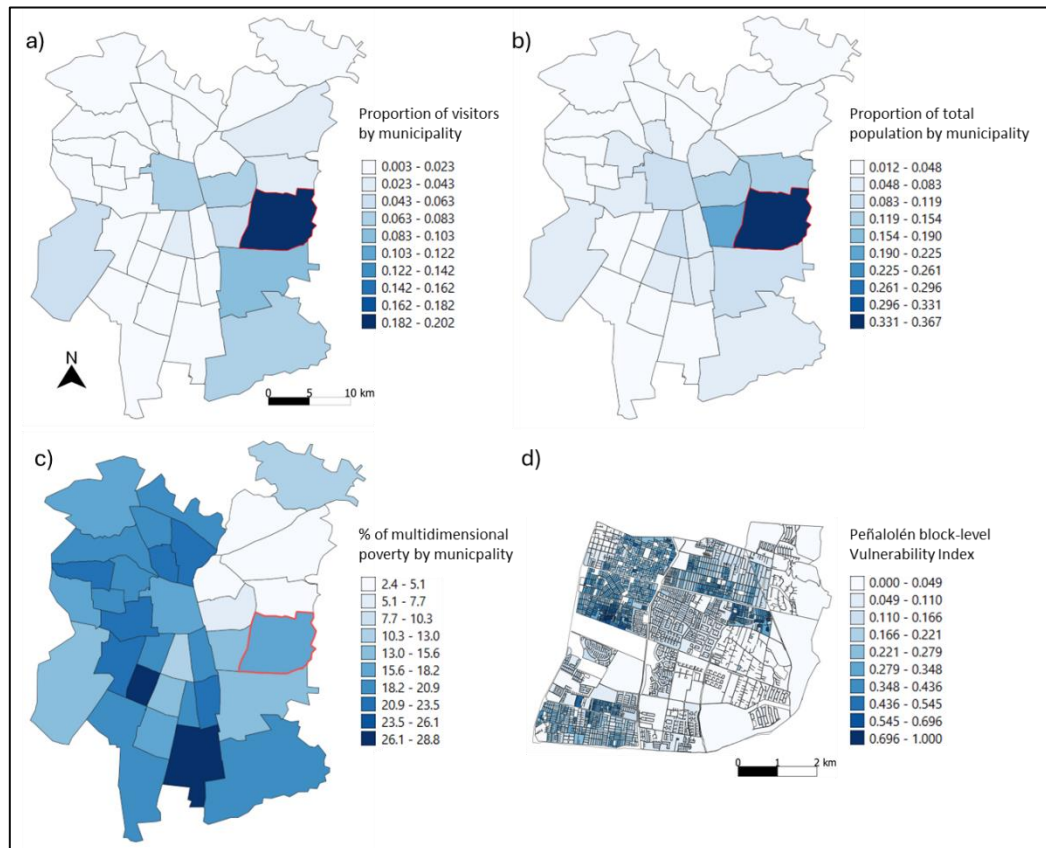 a)
Proportion of visitors
by municipality
0.003 - 0.023
0.023 - 0.043
0.043 - 0.063
0.063 - 0.083
0.083 - 0.103
0.103 - 0.122
0.122 - 0.142
0.142 - 0.162
0.162 - 0.182
0.182 - 0.202
N
0 5 10 km
b)
Proportion of total
population by municipality
0.012 - 0.048
0.048 - 0.083
0.083 - 0.119
0.119 - 0.154
0.154 - 0.190
0.190 - 0.225
0.225 - 0.261
0.261 - 0.296
0.296 - 0.331
0.331 - 0.367
c)
% of multidimensional
poverty by muncpality
2.4 - 5.1
5.1 - 7.7
7.7 - 10.3
10.3 - 13.0
13.0 - 15.6
15.6 - 18.2
18.2 - 20.9
20.9 - 23.5
23.5 - 26.1
26.1 - 28.8
d)
Peñalolén block-level
Vulnerability Index
0.000 - 0.049
0.049 - 0.110
0.110 - 0.166
0.166 - 0.221
0.221 - 0.279
0.279 - 0.348
0.348 - 0.436
0.436 - 0.545
0.545 - 0.696
0.696 - 1.000
0 1 2 km